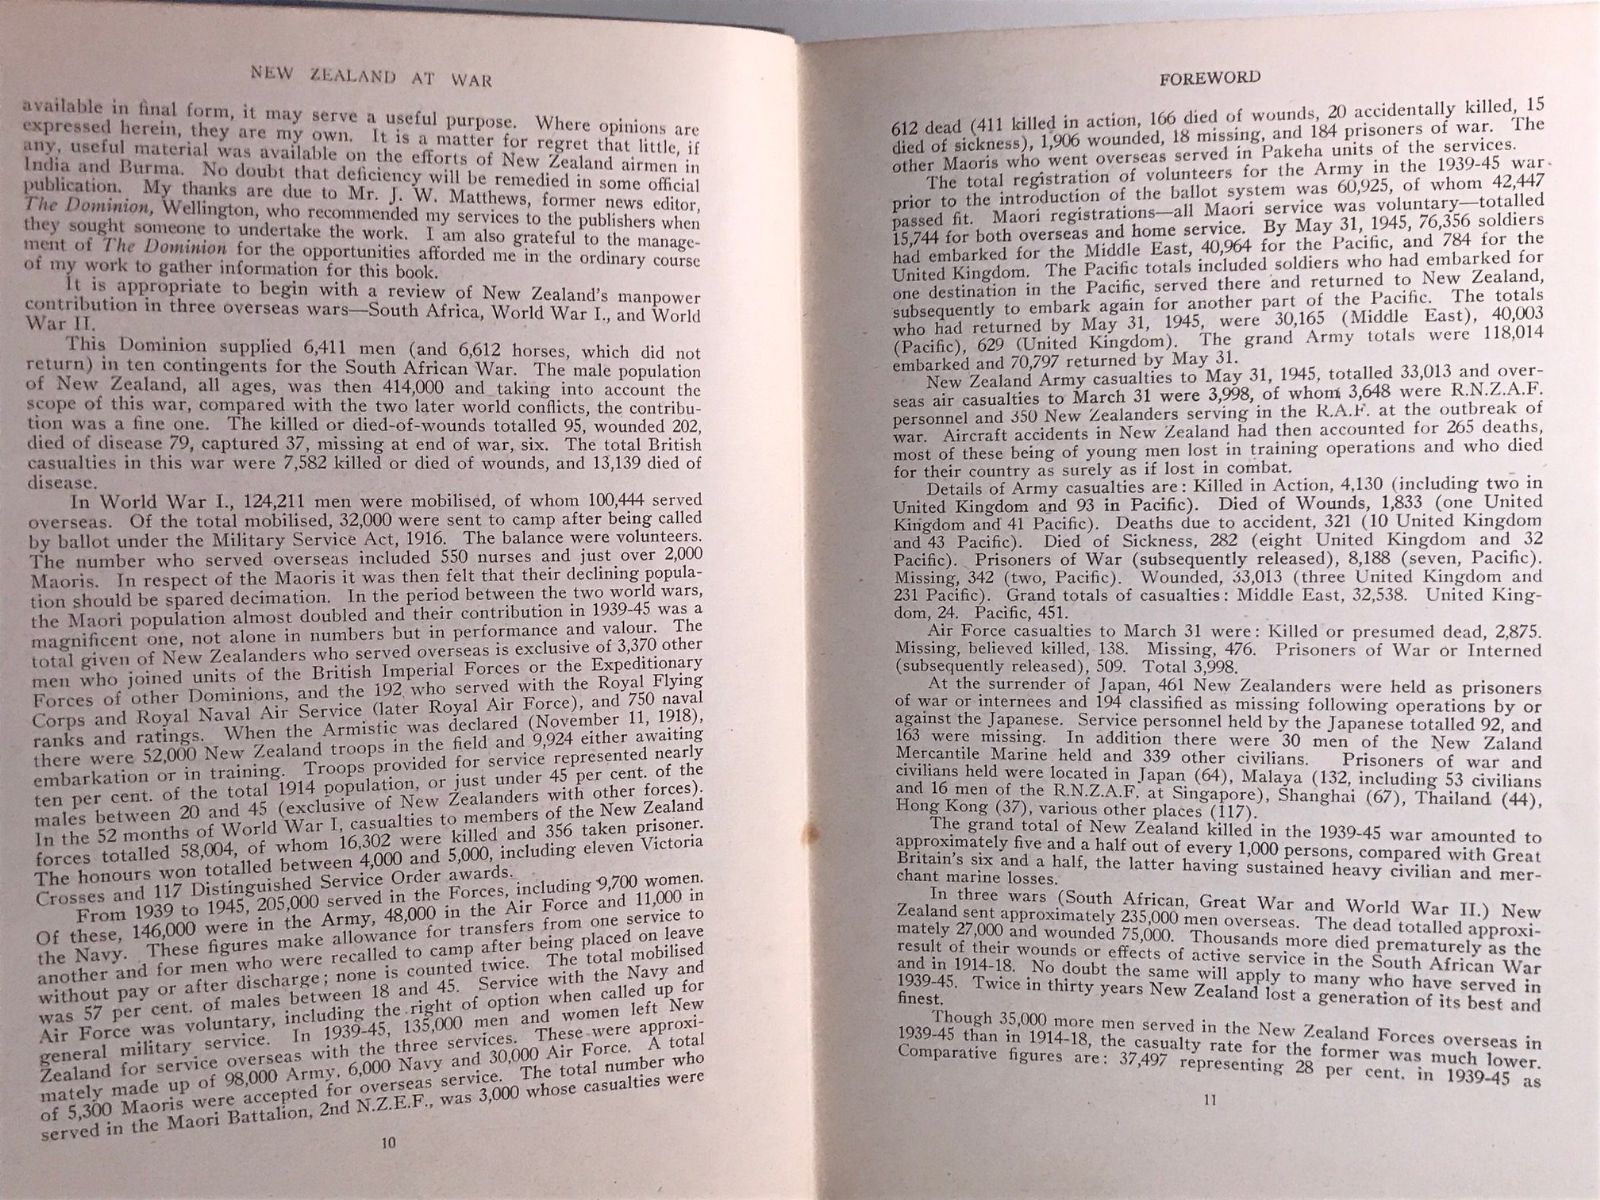 NEW ZEALAND AT WAR
available in final form, it may serve a useful purpose. Where opinions are
expressed herein, they are my own. It is a matter for regret that little, if
any, useful material was available on the efforts of New Zealand airmen in
India and Burma. No doubt that deficiency will be remedied in some official
publication. My thanks are due to Mr. J. W. Matthews, former news editor,
The Dominion, Wellington, who recommended my services to the publishers when
they sought someone to undertake the work. I am also grateful to the manage-
ment of The Dominion for the opportunities afforded me in the ordinary course
of my work to gather information for this book.
It is appropriate to begin with a review of New Zealand's manpower
contribution in three overseas wars—South Africa, World War I., and World
War II.
This Dominion supplied 6,411 men (and 6,612 horses, which did not
return) in ten contingents for the South African War. The male population
of New Zealand, all ages, was then 414,000 and taking into account the
scope of this war, compared with the two later world conflicts, the contribu-
tion was a fine one. The killed or died-of-wounds totalled 95, wounded 202,
died of disease 79, captured 37, missing at end of war, six. The total British
casualties in this war were 7,582 killed or died of wounds, and 13,139 died of
disease.
In World War I., 124,211 men were mobilised, of whom 100,444 served
overseas. Of the total mobilised, 32,000 were sent to camp after being called
by ballot under the Military Service Act, 1916. The balance were volunteers.
The number who served overseas included 550 nurses and just over 2,000
Maoris. In respect of the Maoris it was then felt that their declining popula-
tion should be spared decimation. In the period between the two world wars,
the Maori population almost doubled and their contribution in 1939-45 was a
magnificent one, not alone in numbers but in performance and valour. The
total given of New Zealanders who served overseas is exclusive of 3,370 other
men who joined units of the British Imperial Forces or the Expeditionary
Forces of other Dominions, and the 192 who served with the Royal Flying
Corps and Royal Naval Air Service (later Royal Air Force), and 750 naval
ranks and ratings. When the Armistice was declared (November 11, 1918),
there were 52,000 New Zealand troops in the field and 9,924 either awaiting
embarkation or in training. Troops provided for service represented nearly
ten per cent. of the total 1914 population, or just under 45 per cent. of the
males between 20 and 45 (exclusive of New Zealanders with other forces).
In the 52 months of World War I, casualties to members of the New Zealand
forces totalled 58,004, of whom 16,302 were killed and 356 taken prisoner.
The honours won totalled between 4,000 and 5,000, including eleven Victoria
Crosses and 117 Distinguished Service Order awards.
From 1939 to 1945, 205,000 served in the Forces, including 9,700 women.
Of these, 146,000 were in the Army, 48,000 in the Air Force and 11,000 in
the Navy. These figures make allowance for transfers from one service to
another and for men who were recalled to camp after being placed on leave
without pay or after discharge; none is counted twice. The total mobilised
was 57 per cent. of males between 18 and 45. Service with the Navy and
Air Force was voluntary, including the right of option when called up for
general military service. In 1939-45, 135,000 men and women left New
Zealand for service overseas with the three services. These were approxi-
mately made up of 98,000 Army, 6,000 Navy and 30,000 Air Force. A total
of 5,300 Maoris were accepted for overseas service. The total number who
served in the Maori Battalion, 2nd N.Z.E.F., was 3,000 whose casualties were
10
FOREWORD
612 dead (411 killed in action, 166 died of wounds, 20 accidentally killed, 15
died of sickness), 1,906 wounded, 18 missing, and 184 prisoners of war. The
other Maoris who went overseas served in Pakeha units of the services.
The total registration of volunteers for the Army in the 1939-45 war
prior to the introduction of the ballot system was 60,925, of whom 42,447
passed fit. Maori registrations—all Maori service was voluntary—totalled
15,744 for both overseas and home service. By May 31, 1945, 76,356 soldiers
had embarked for the Middle East, 40,964 for the Pacific, and 784 for the
United Kingdom. The Pacific totals included soldiers who had embarked for
one destination in the Pacific, served there and returned to New Zealand,
subsequently to embark again for another part of the Pacific. The totals
who had returned by May 31, 1945, were 30,165 (Middle East), 40,003
(Pacific), 629 (United Kingdom). The grand Army totals were 118,014
embarked and 70,797 returned by May 31.
New Zealand Army casualties to May 31, 1945, totalled 33,013 and over-
seas air casualties to March 31 were 3,998, of whom 3,648 were R.N.Z.A.F.
personnel and 350 New Zealanders serving in the R.A.F. at the outbreak of
war. Aircraft accidents in New Zealand had then accounted for 265 deaths,
most of these being of young men lost in training operations and who died
for their country as surely as if lost in combat.
Details of Army casualties are: Killed in Action, 4,130 (including two in
United Kingdom and 93 in Pacific). Died of Wounds, 1,833 (one United
Kingdom and 41 Pacific). Deaths due to accident, 321 (10 United Kingdom
and 43 Pacific). Died of Sickness, 282 (eight United Kingdom and 32
Pacific). Prisoners of War (subsequently released), 8,188 (seven, Pacific).
Missing, 342 (two, Pacific). Wounded, 33,013 (three United Kingdom and
231 Pacific). Grand totals of casualties: Middle East, 32,538. United King-
dom, 24. Pacific, 451.
Air Force casualties to March 31 were: Killed or presumed dead, 2,875.
Missing, believed killed, 138. Missing, 476. Prisoners of War or Interned
(subsequently released), 509. Total 3,998.
At the surrender of Japan, 461 New Zealanders were held as prisoners
of war or internees and 194 classified as missing following operations by or
against the Japanese. Service personnel held by the Japanese totalled 92, and
163 were missing. In addition there were 30 men of the New Zaland
Mercantile Marine held and 339 other civilians. Prisoners of war and
civilians held were located in Japan (64), Malaya (132, including 53 civilians
and 16 men of the R.N.Z.A.F. at Singapore), Shanghai (67), Thailand (44),
Hong Kong (37), various other places (117).
The grand total of New Zealand killed in the 1939-45 war amounted to
approximately five and a half out of every 1,000 persons, compared with Great
Britain's six and a half, the latter having sustained heavy civilian and mer-
chant marine losses.
In three wars (South African, Great War and World War II.) New
Zealand sent approximately 235,000 men overseas. The dead totalled approxi-
mately 27,000 and wounded 75,000. Thousands more died prematurely as the
result of their wounds or effects of active service in the South African War
and in 1914-18. No doubt the same will apply to many who have served in
1939-45. Twice in thirty years New Zealand lost a generation of its best and
finest.
Though 35,000 more men served in the New Zealand Forces overseas in
1939-45 than in 1914-18, the casualty rate for the former was much lower.
Comparative figures are: 37,497 representing 28 per cent. in 1939-45 as
11